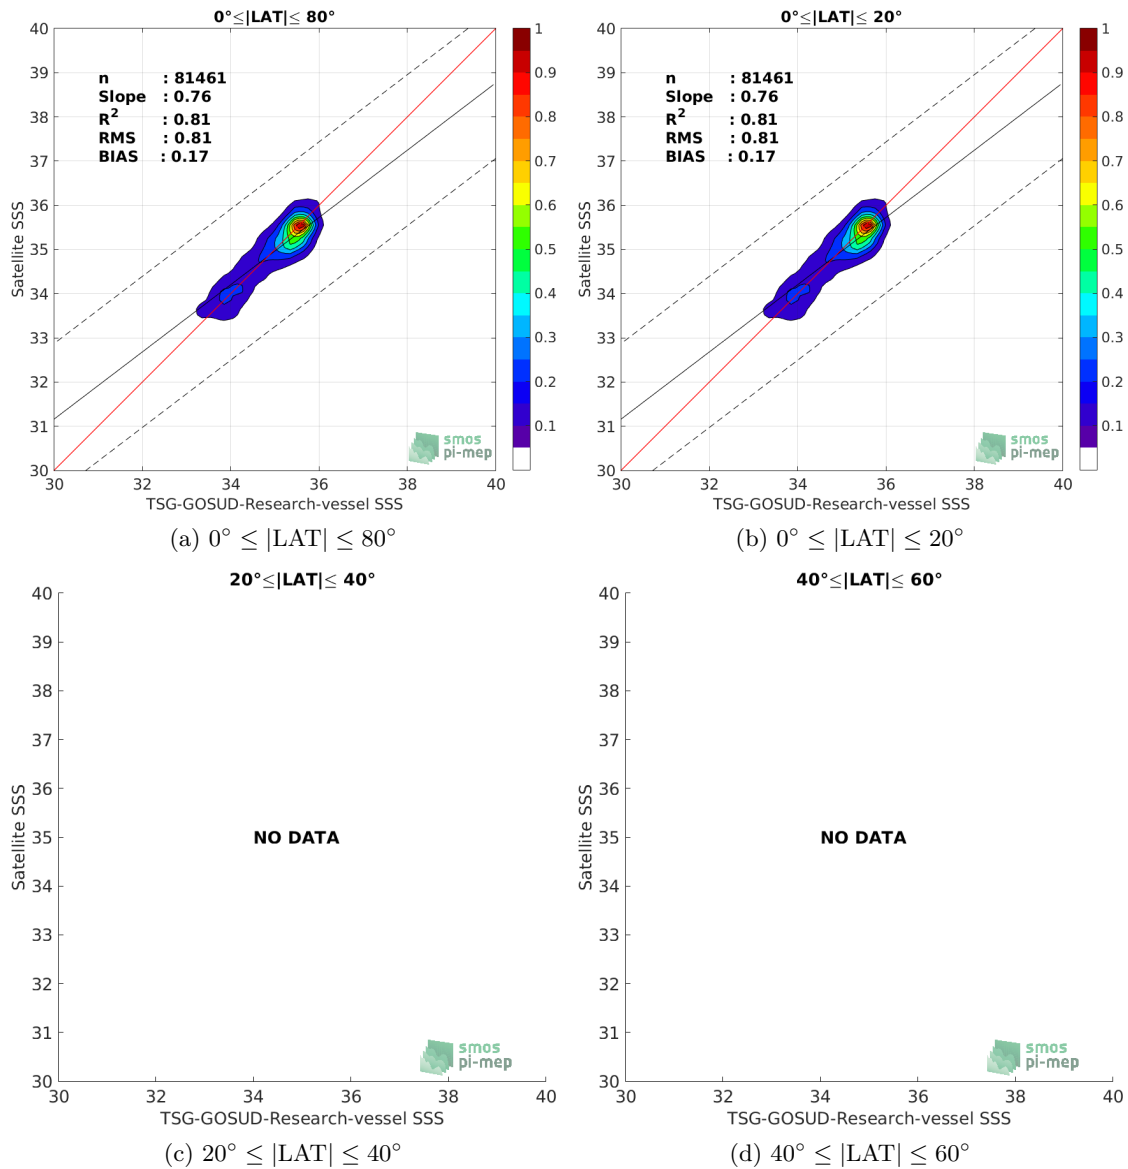 0°≤|LAT|≤ 80°
40
39
38
37
36
35
34
33
32
31
30
Satellite SSS
n : 81461
Slope : 0.76
R2 : 0.81
RMS : 0.81
BIAS : 0.17
smos
pi-mep
30 32 34 36 38 40
TSG-GOSUD-Research-vessel SSS
1
0.9
0.8
0.7
0.6
0.5
0.4
0.3
0.2
0.1
(a) 0° ≤ |LAT| ≤ 80°
0°≤|LAT|≤ 20°
40
39
38
37
36
35
34
33
32
31
30
Satellite SSS
n : 81461
Slope : 0.76
R2 : 0.81
RMS : 0.81
BIAS : 0.17
smos
pi-mep
30 32 34 36 38 40
TSG-GOSUD-Research-vessel SSS
1
0.9
0.8
0.7
0.6
0.5
0.4
0.3
0.2
0.1
(b) 0° ≤ |LAT| ≤ 20°
20°≤|LAT|≤ 40°
40
39
38
37
36
35
34
33
32
31
30
Satellite SSS
NO DATA
smos
pi-mep
30 32 34 36 38 40
TSG-GOSUD-Research-vessel SSS
(c) 20° ≤ |LAT| ≤ 40°
40°≤|LAT|≤ 60°
40
39
38
37
36
35
34
33
32
31
30
Satellite SSS
NO DATA
smos
pi-mep
30 32 34 36 38 40
TSG-GOSUD-Research-vessel SSS
(d) 40° ≤ |LAT| ≤ 60°